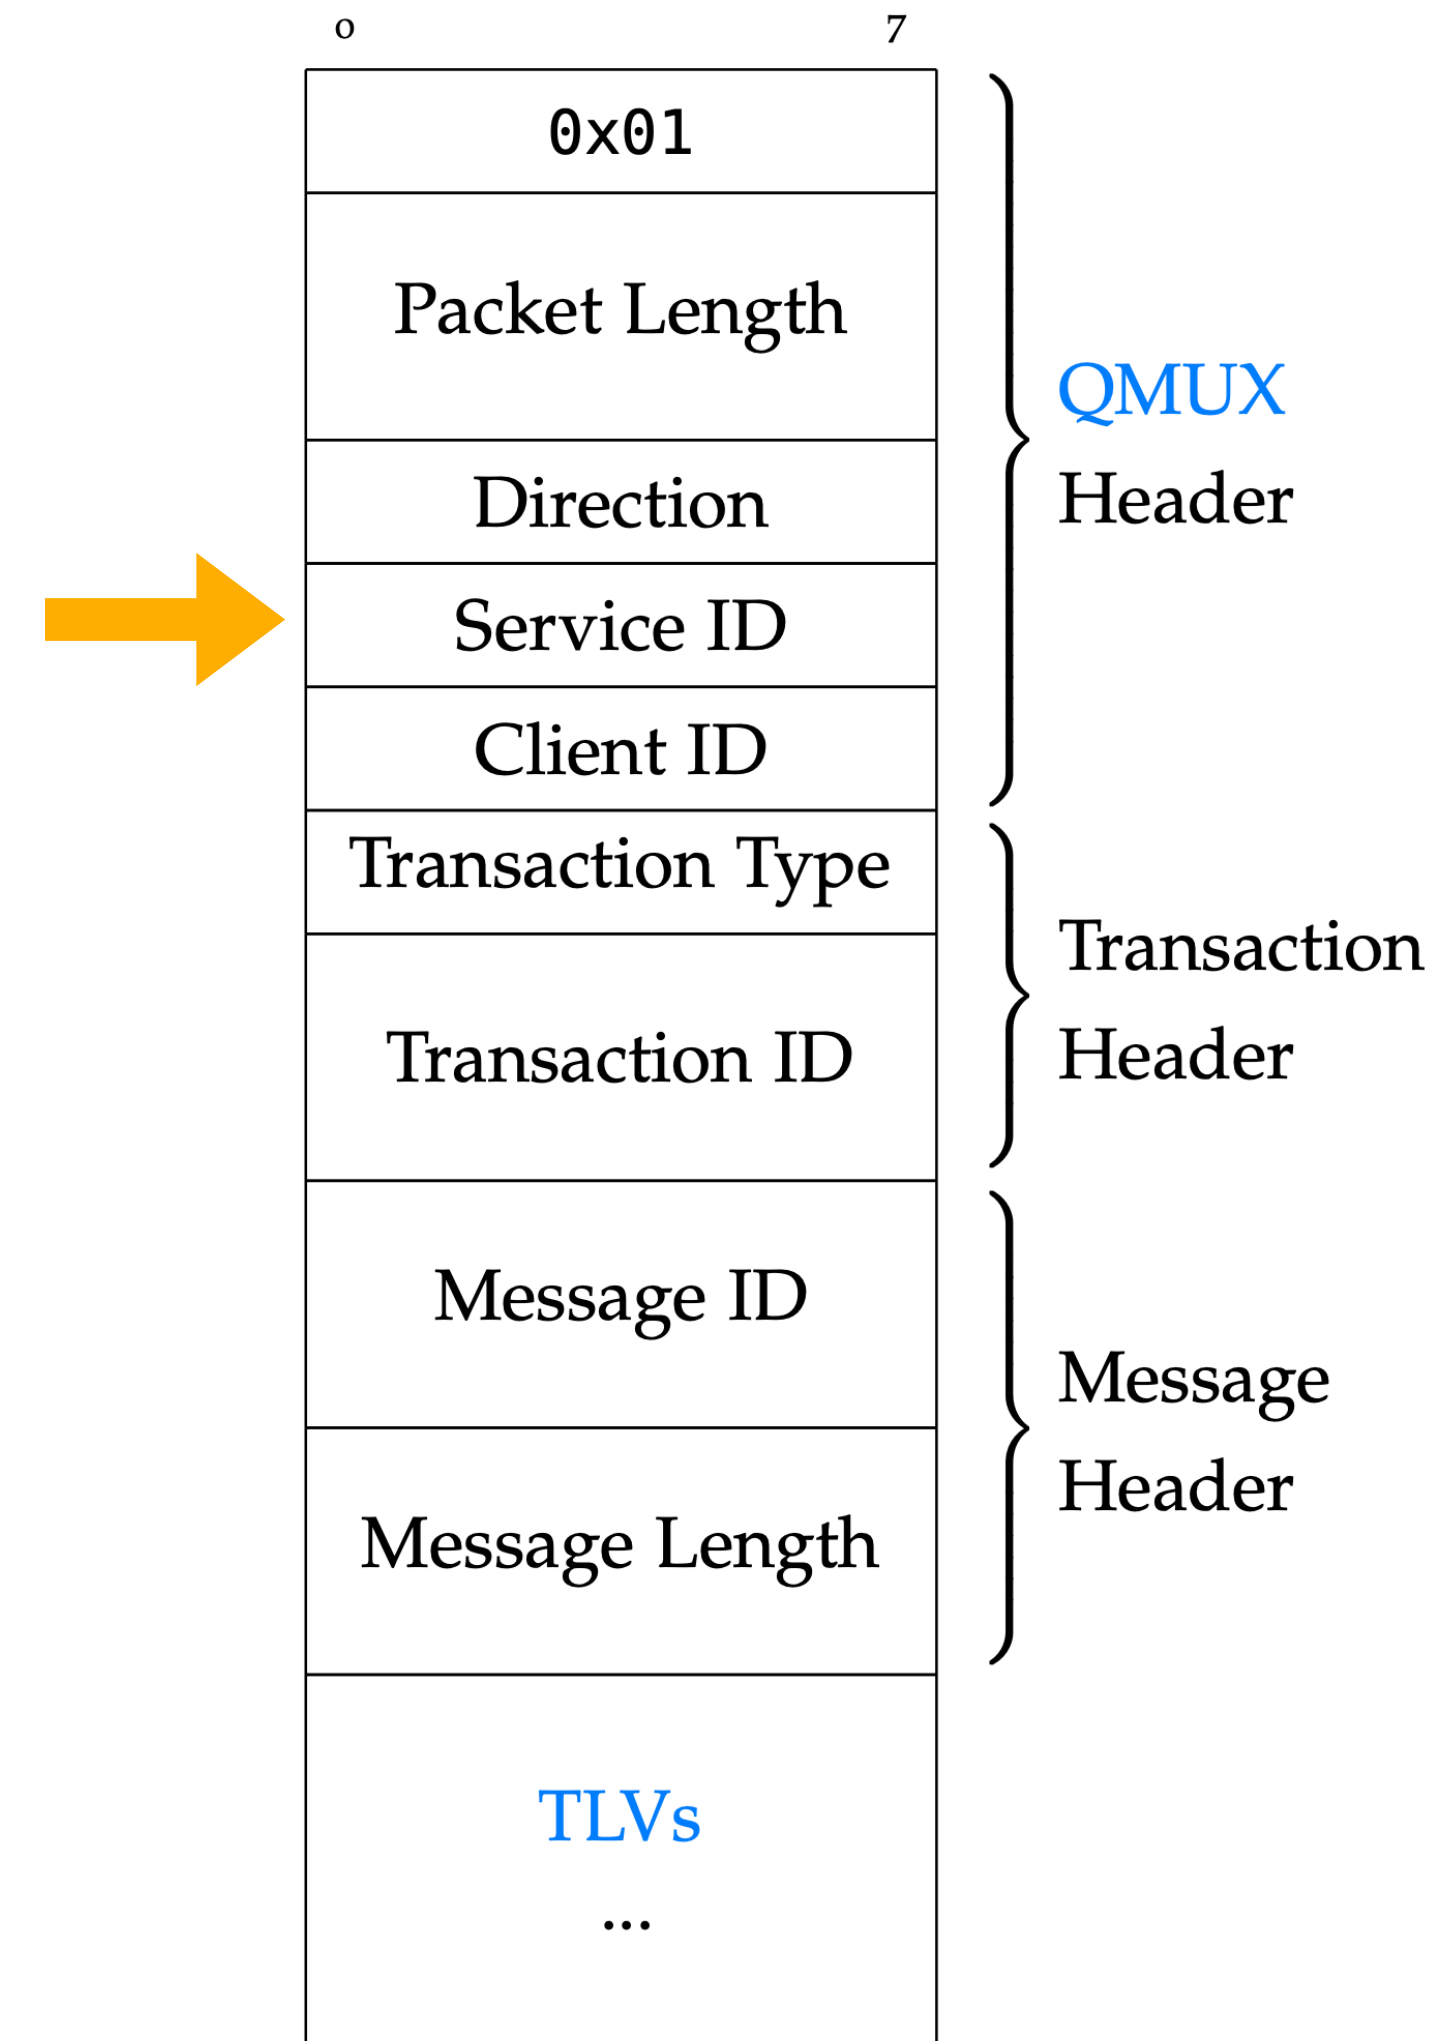 0 7
0x01
Packet Length
Direction
Service ID
Client ID
QMUX
Header
Transaction Type
Transaction ID
Transaction
Header
Message ID
Message Length
Message
Header
TLVs
...